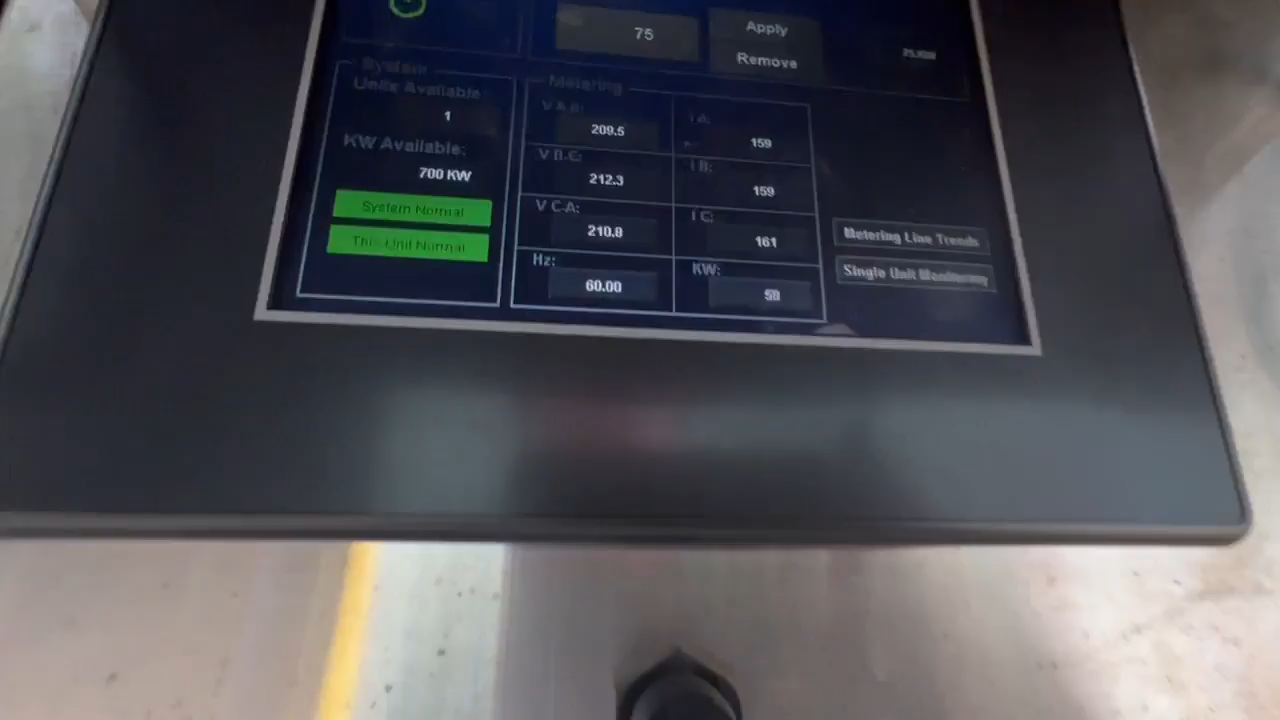 75
Apply
Remove
System
Units Available
1
KW Available:
700 KW
System Normal
This Unit Normal
Metering
V A-B:
209.5
I A:
159
V B-C:
212.3
I B:
159
V C-A:
210.8
I C:
161
Hz:
60.00
KW:
58
Metering Line Trends
Single Unit Monitoring